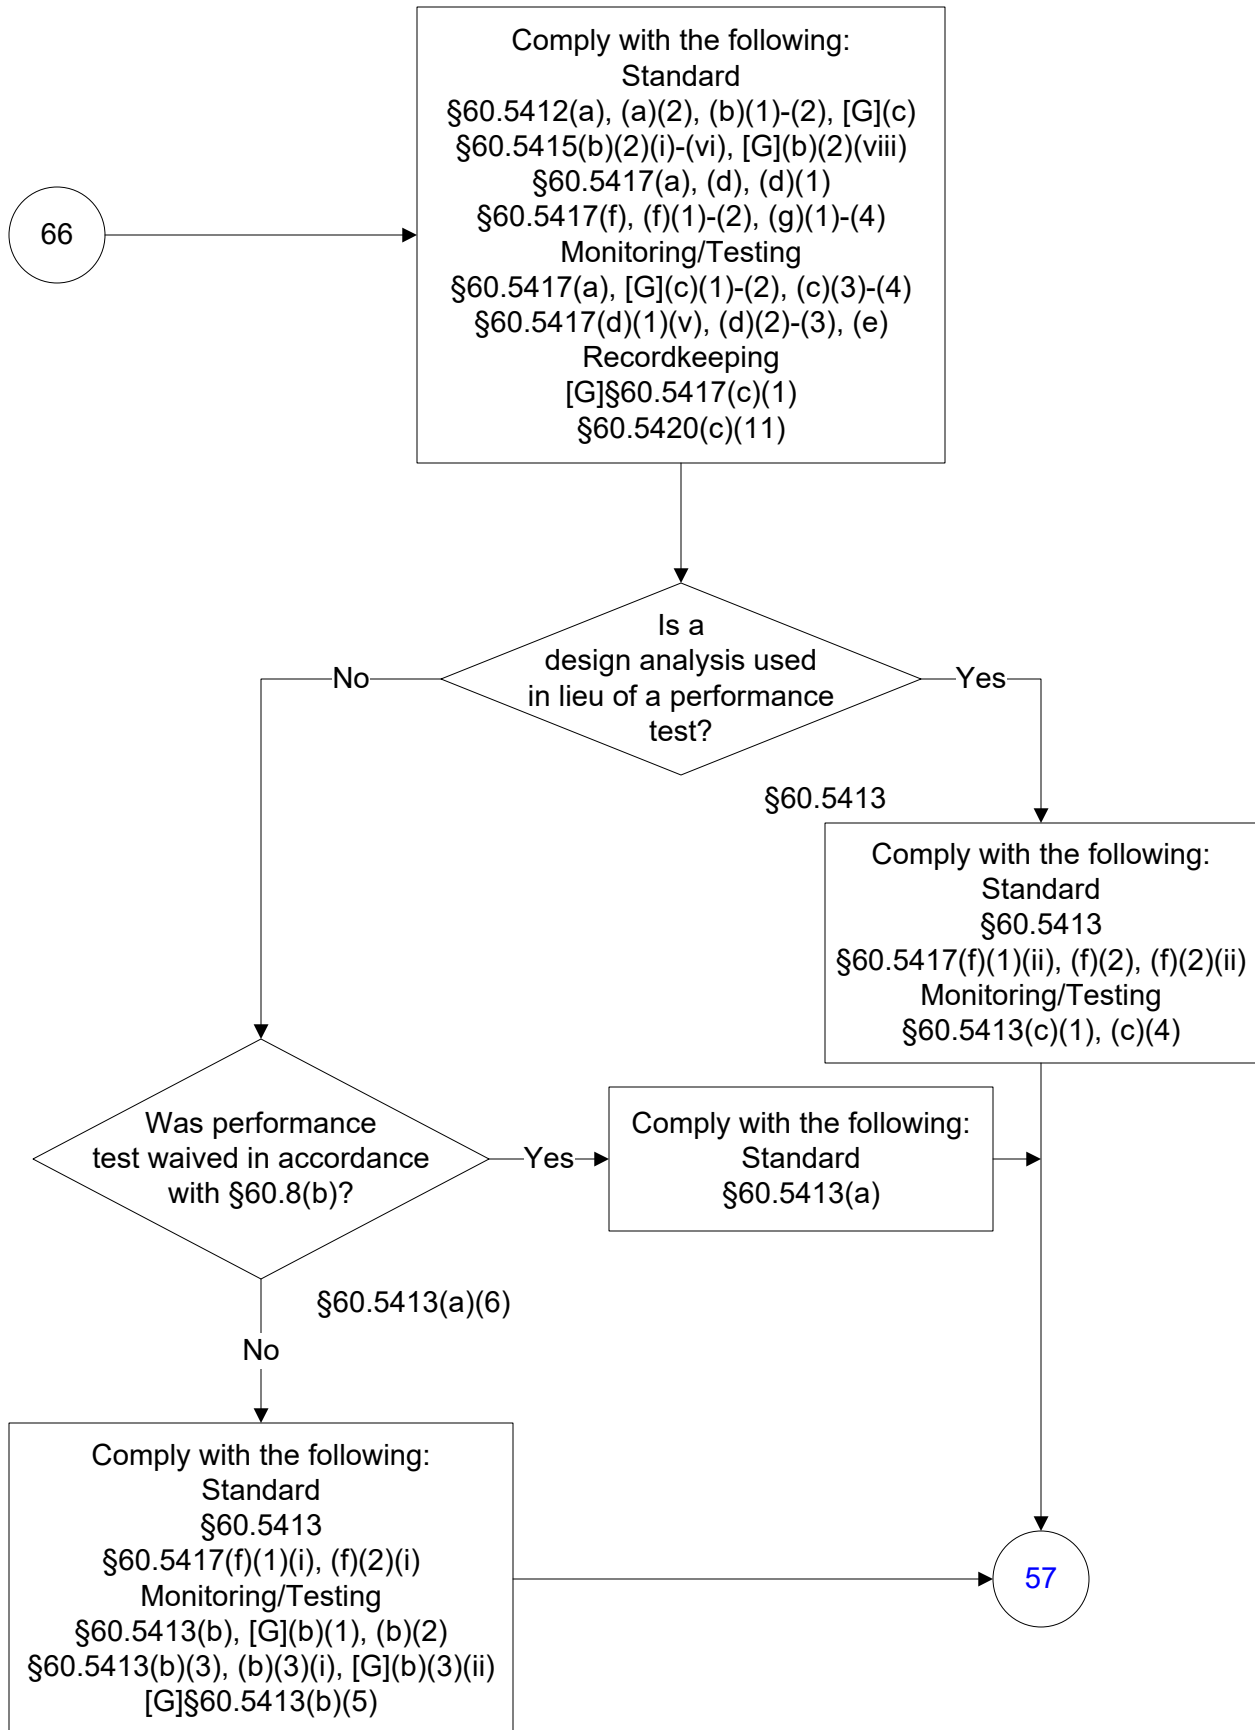 66
Comply with the following:
Standard
§60.5412(a), (a)(2), (b)(1)-(2), [G](c)
§60.5415(b)(2)(i)-(vi), [G](b)(2)(viii)
§60.5417(a), (d), (d)(1)
§60.5417(f), (f)(1)-(2), (g)(1)-(4)
Monitoring/Testing
§60.5417(a), [G](c)(1)-(2), (c)(3)-(4)
§60.5417(d)(1)(v), (d)(2)-(3), (e)
Recordkeeping
[G]§60.5417(c)(1)
§60.5420(c)(11)
Is a
design analysis used
in lieu of a performance
test?
No
Yes
§60.5413
Comply with the following:
Standard
§60.5413
§60.5417(f)(1)(ii), (f)(2), (f)(2)(ii)
Monitoring/Testing
§60.5413(c)(1), (c)(4)
Was performance
test waived in accordance
with §60.8(b)?
Yes
Comply with the following:
Standard
§60.5413(a)
§60.5413(a)(6)
No
Comply with the following:
Standard
§60.5413
§60.5417(f)(1)(i), (f)(2)(i)
Monitoring/Testing
§60.5413(b), [G](b)(1), (b)(2)
§60.5413(b)(3), (b)(3)(i), [G](b)(3)(ii)
[G]§60.5413(b)(5)
57